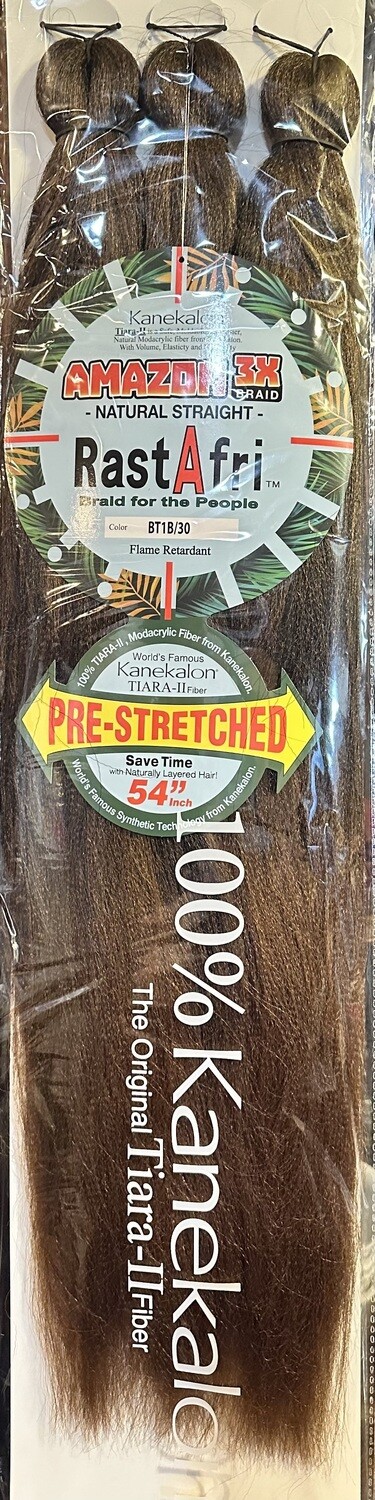 Kanekalon
Tiara-II is a
Natural Modacrylic fiber from
With Volume, Elasticty and
AMAZON 3X
BRAID
- NATURAL STRAIGHT -
RastAfri™
Braid for the People
Color BT1B/30
Flame Retardant
100% TIARA-II, Modacrylic Fiber from Kanekalon.
World's Famous
Kanekalon
TIARA-II Fiber
PRE-STRETCHED
Save Time
with Naturally Layered Hair!
54” Inch
World's Famous Synthetic Technology from Kanekalon.
100% Kanekalon
The Original Tiara-II Fiber